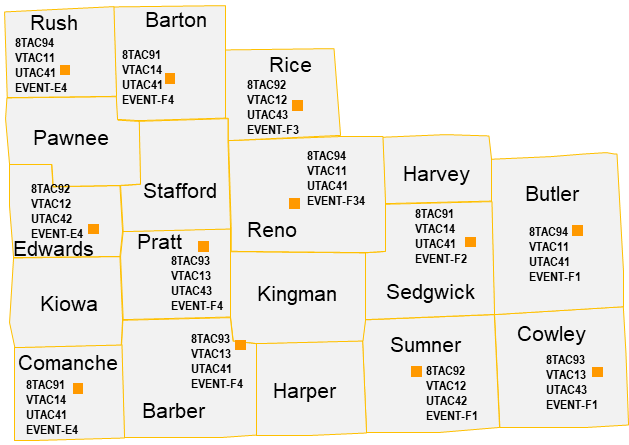 Rush
8TAC94
VTAC11
UTAC41
EVENT-E4
Barton
8TAC91
VTAC14
UTAC41
EVENT-F4
Rice
8TAC92
VTAC12
UTAC43
EVENT-F3
Pawnee
Stafford
8TAC94
VTAC11
UTAC41
EVENT-F34
Reno
Harvey
Butler
8TAC94
VTAC11
UTAC41
EVENT-F1
8TAC92
VTAC12
UTAC42
EVENT-E4
Edwards
Pratt
8TAC93
VTAC13
UTAC43
EVENT-F4
8TAC91
VTAC14
UTAC41
EVENT-F2
Sedgwick
Kiowa
Kingman
Comanche
8TAC91
VTAC14
UTAC41
EVENT-E4
8TAC93
VTAC13
UTAC41
EVENT-F4
Barber
Harper
Sumner
8TAC92
VTAC12
UTAC42
EVENT-F1
Cowley
8TAC93
VTAC13
UTAC43
EVENT-F1